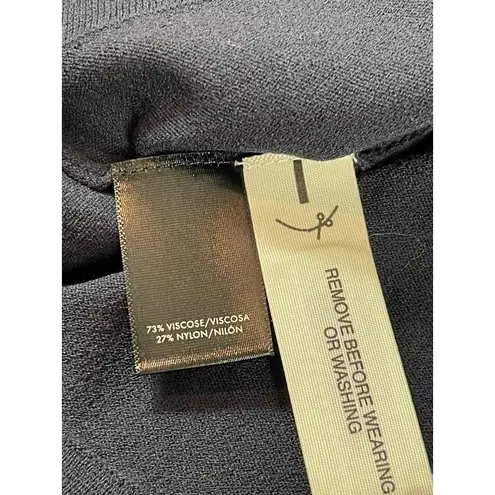 73% VISCOSE/VISCOSA
27% NYLON/NILÓN
REMOVE BEFORE WEARING
OR WASHING